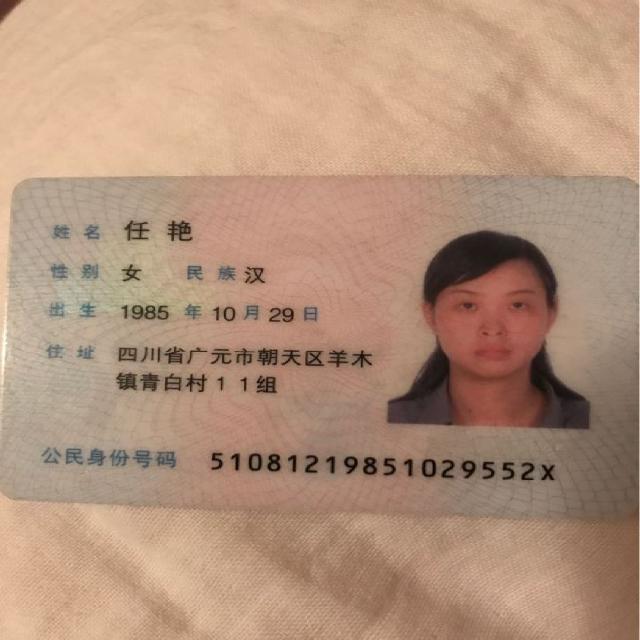 姓名 任艳
性别 女 民族 汉
出生 1985 年 10 月 29 日
住址 四川省广元市朝天区羊木
镇青白村11组
公民身份号码 51081219851029552X